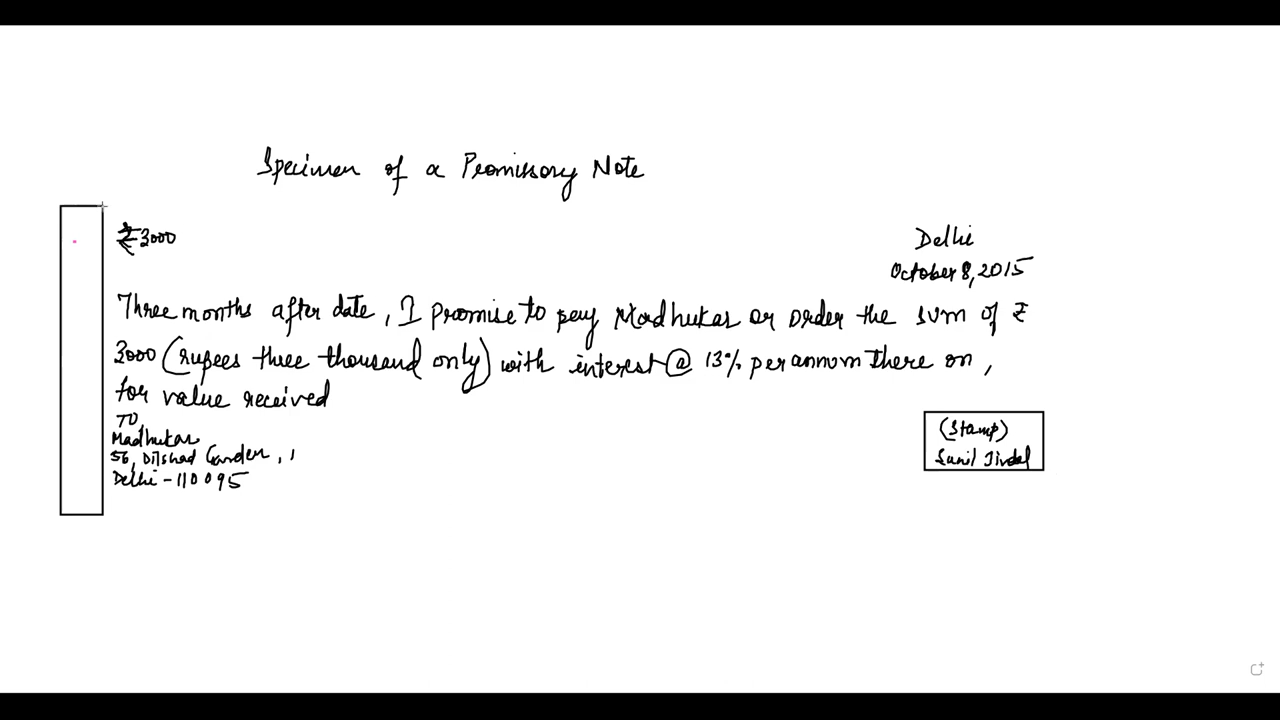 Specimen of a Promissory Note
₹3000
Delhi
October 8, 2015
Three months after date, I promise to pay Madhukar or order the sum of ₹
3000 (rupees three thousand only) with interest @ 13% per annum there on,
for value received
TO,
Madhukar
56, Dilshad Garden,
Delhi - 110095
(Stamp)
Sunil Jindal